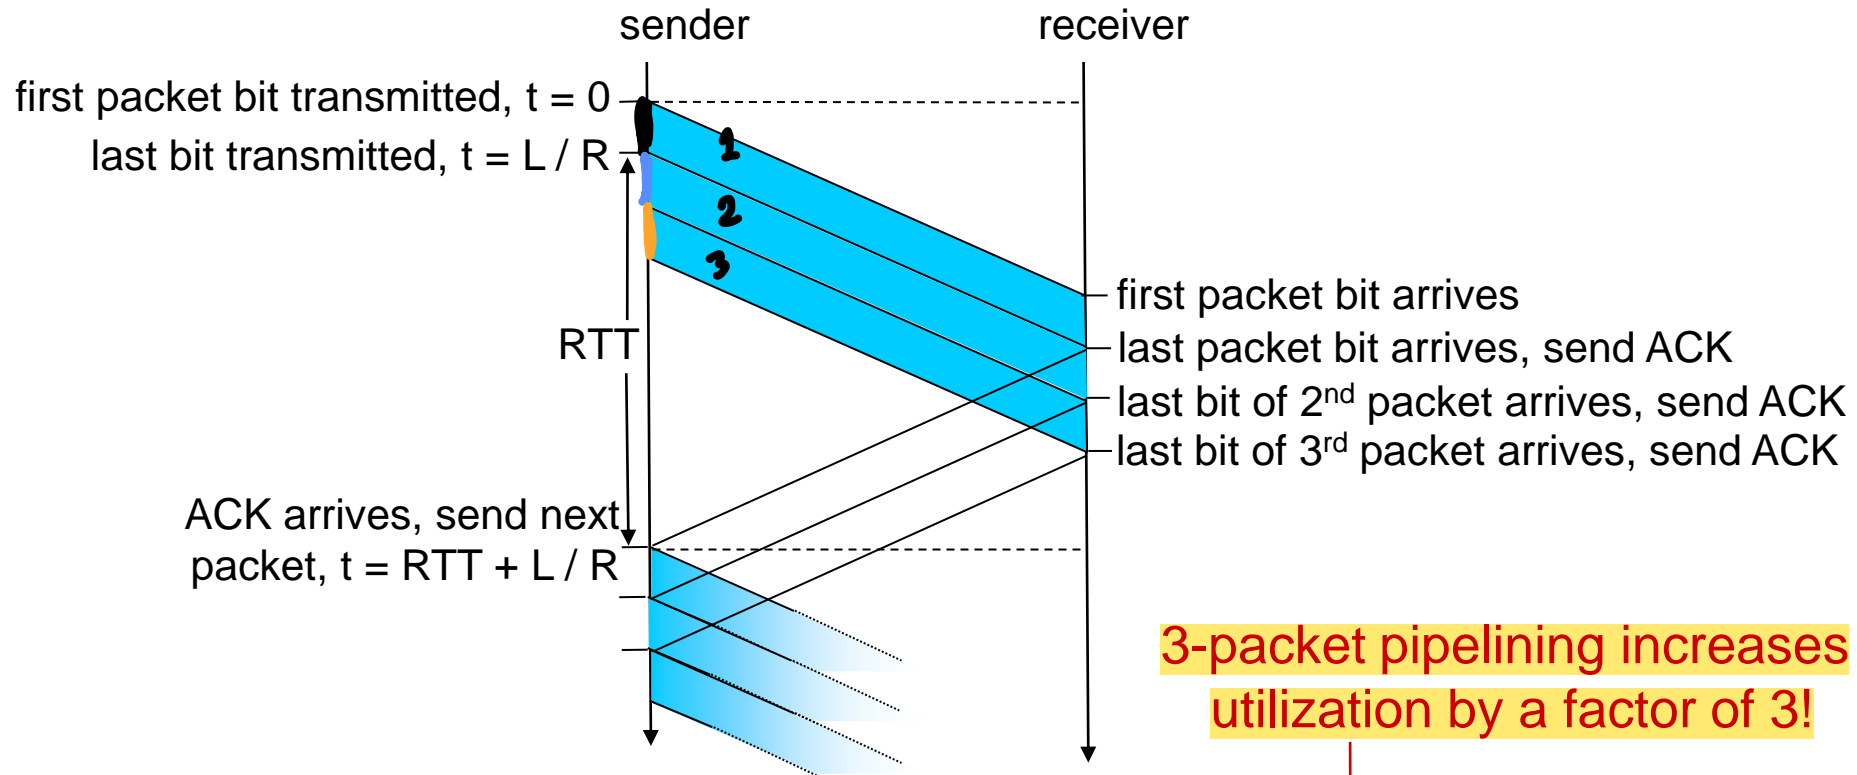 sender
receiver
first packet bit transmitted, t = 0
last bit transmitted, t = L / R
1
2
3
first packet bit arrives
RTT
last packet bit arrives, send ACK
last bit of 2nd packet arrives, send ACK
last bit of 3rd packet arrives, send ACK
ACK arrives, send next
packet, t = RTT + L / R
3-packet pipelining increases
utilization by a factor of 3!